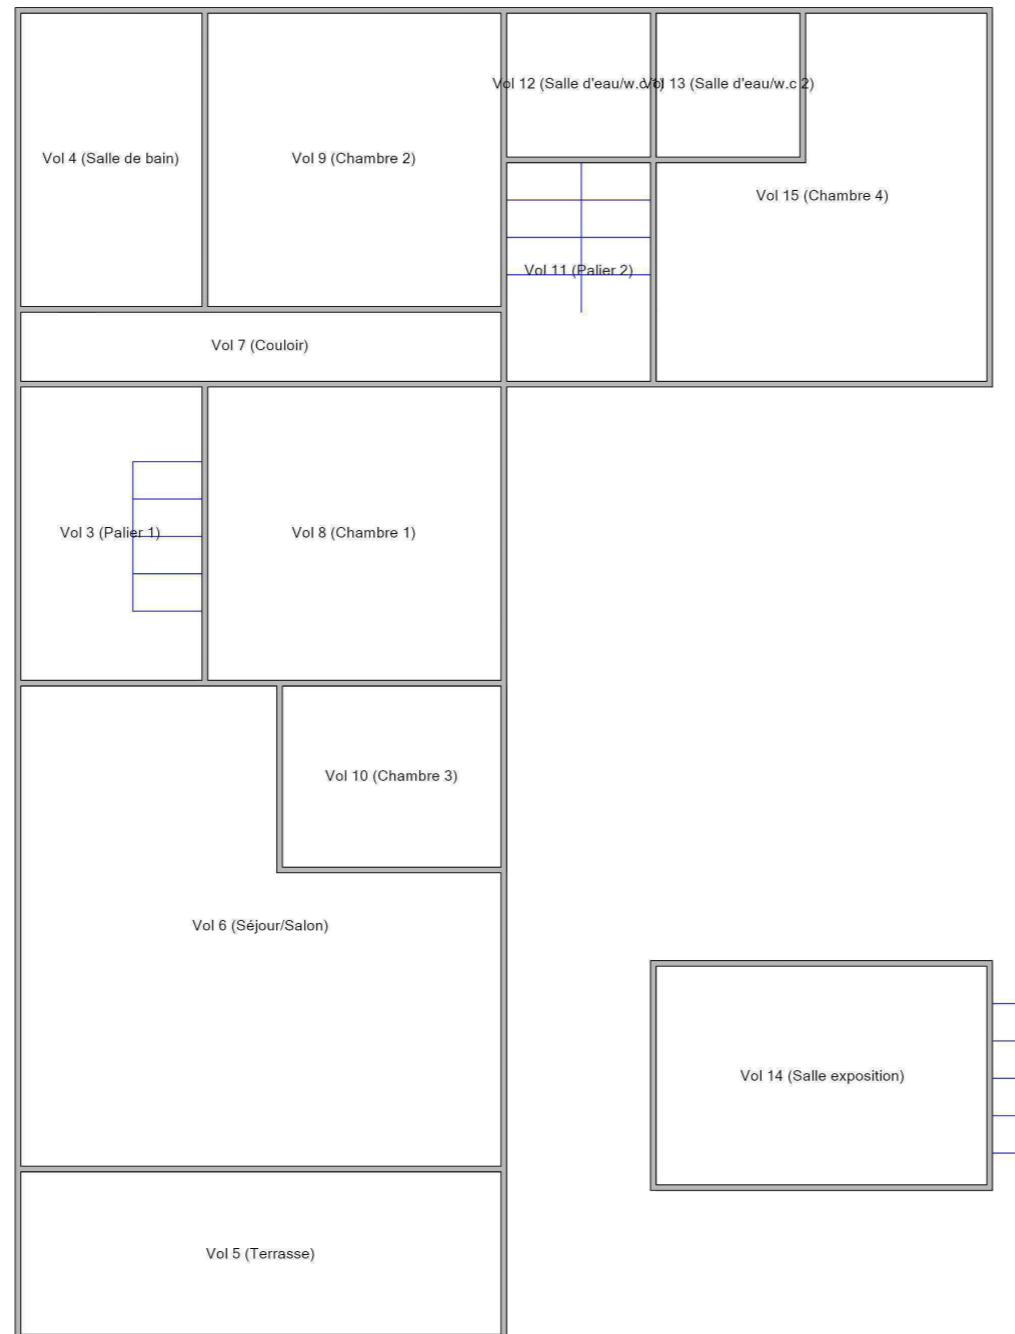 Vol 12 (Salle d'eau/w.c 1)
Vol 13 (Salle d'eau/w.c 2)
Vol 4 (Salle de bain)
Vol 9 (Chambre 2)
Vol 15 (Chambre 4)
Vol 11 (Palier 2)
Vol 7 (Couloir)
Vol 3 (Palier 1)
Vol 8 (Chambre 1)
Vol 10 (Chambre 3)
Vol 6 (Séjour/Salon)
Vol 14 (Salle exposition)
Vol 5 (Terrasse)